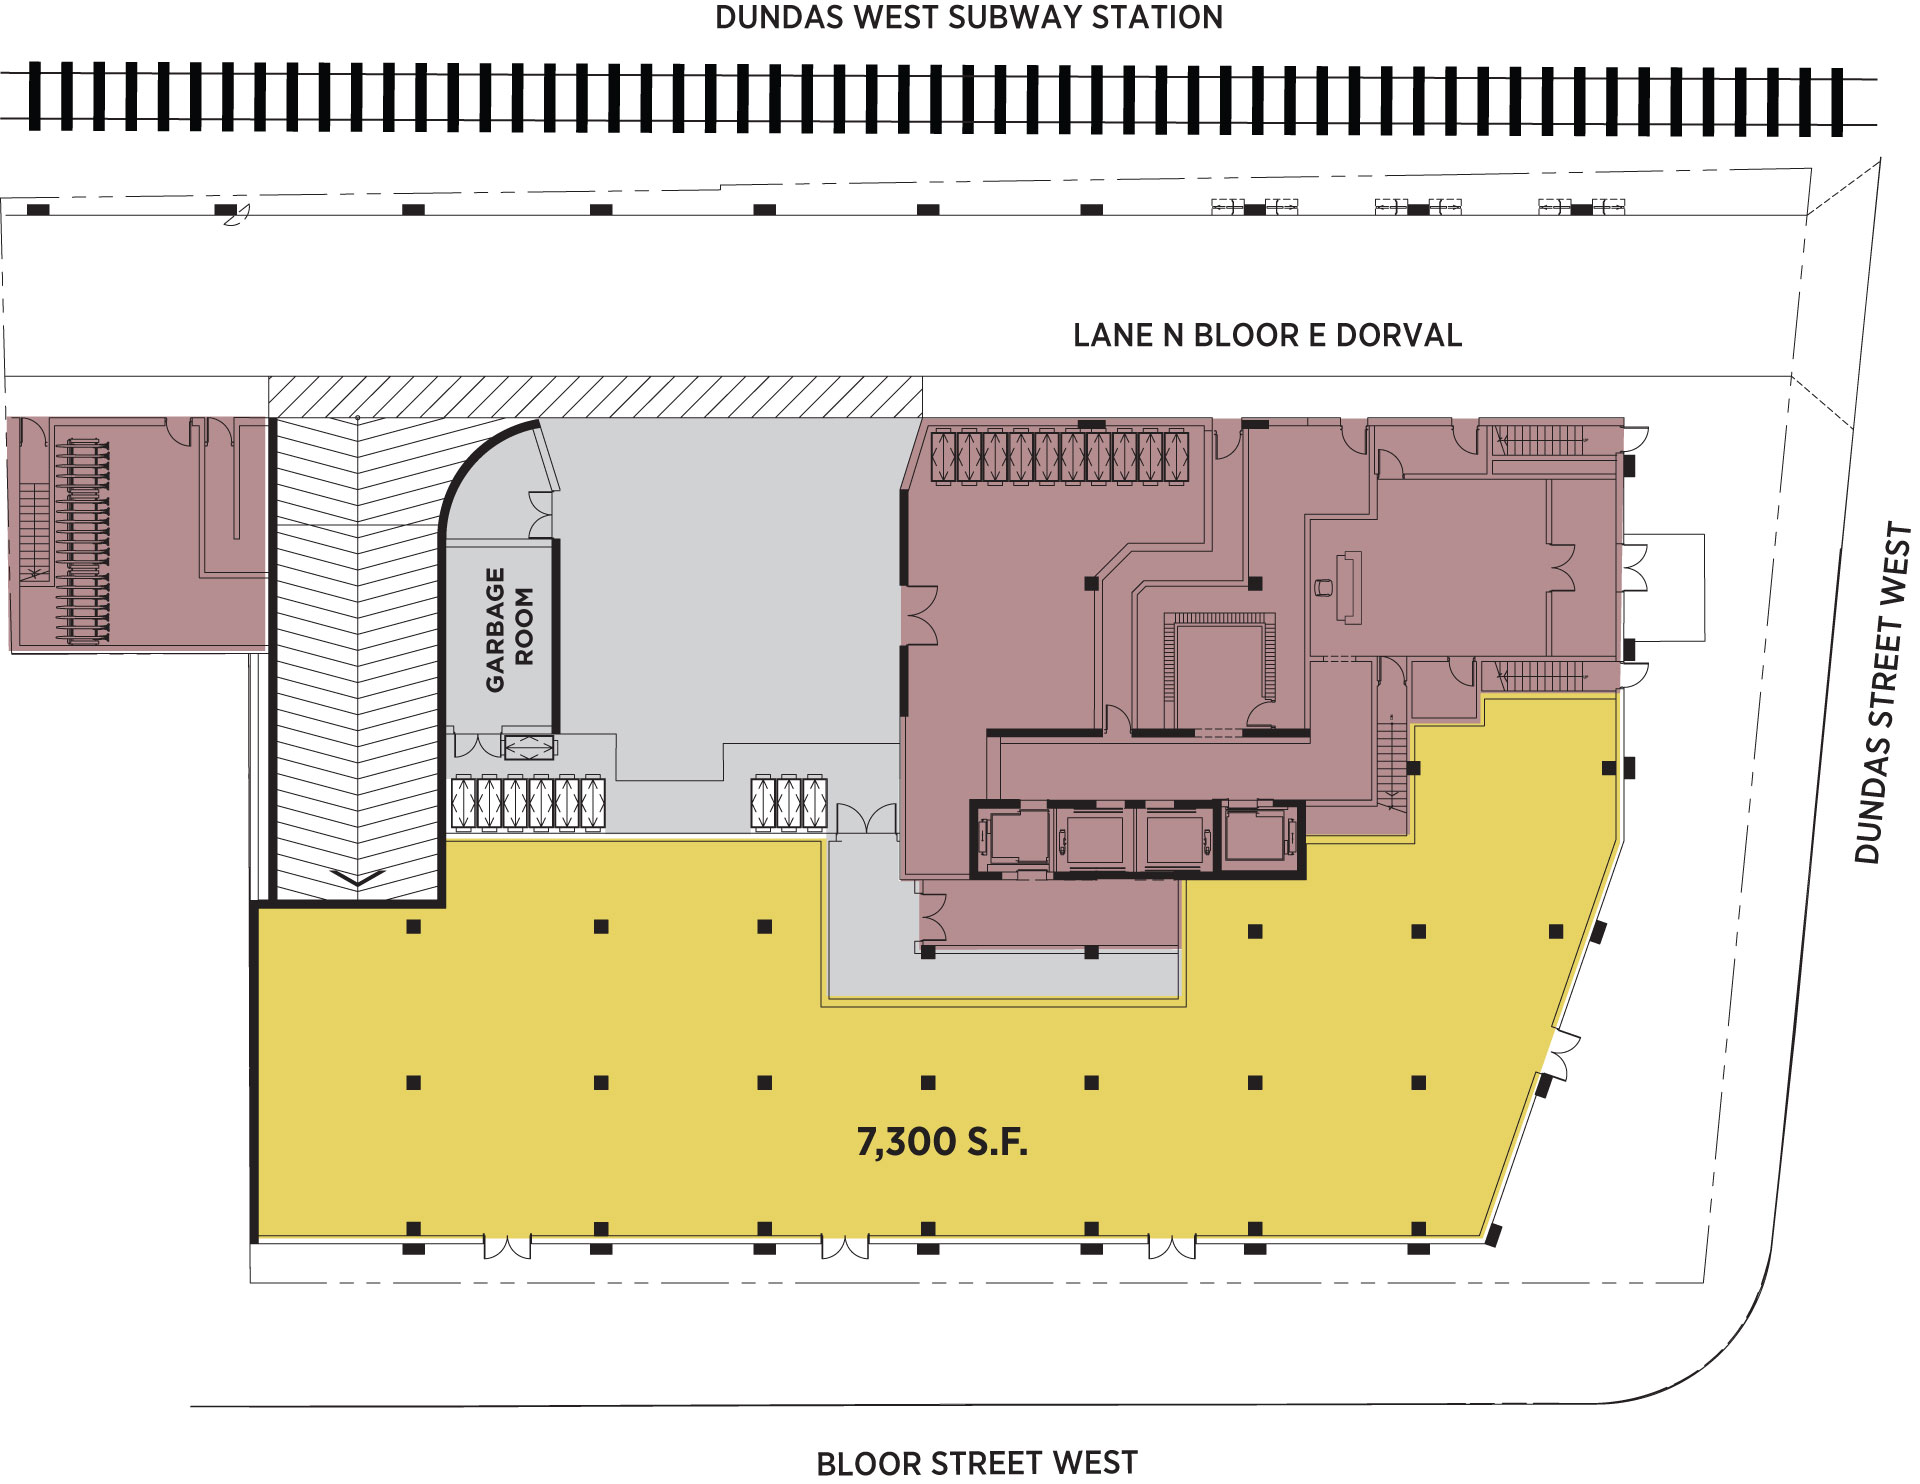 DUNDAS WEST SUBWAY STATION
LANE N BLOOR E DORVAL
GARBAGE
ROOM
DUNDAS STREET WEST
7,300 S.F.
BLOOR STREET WEST